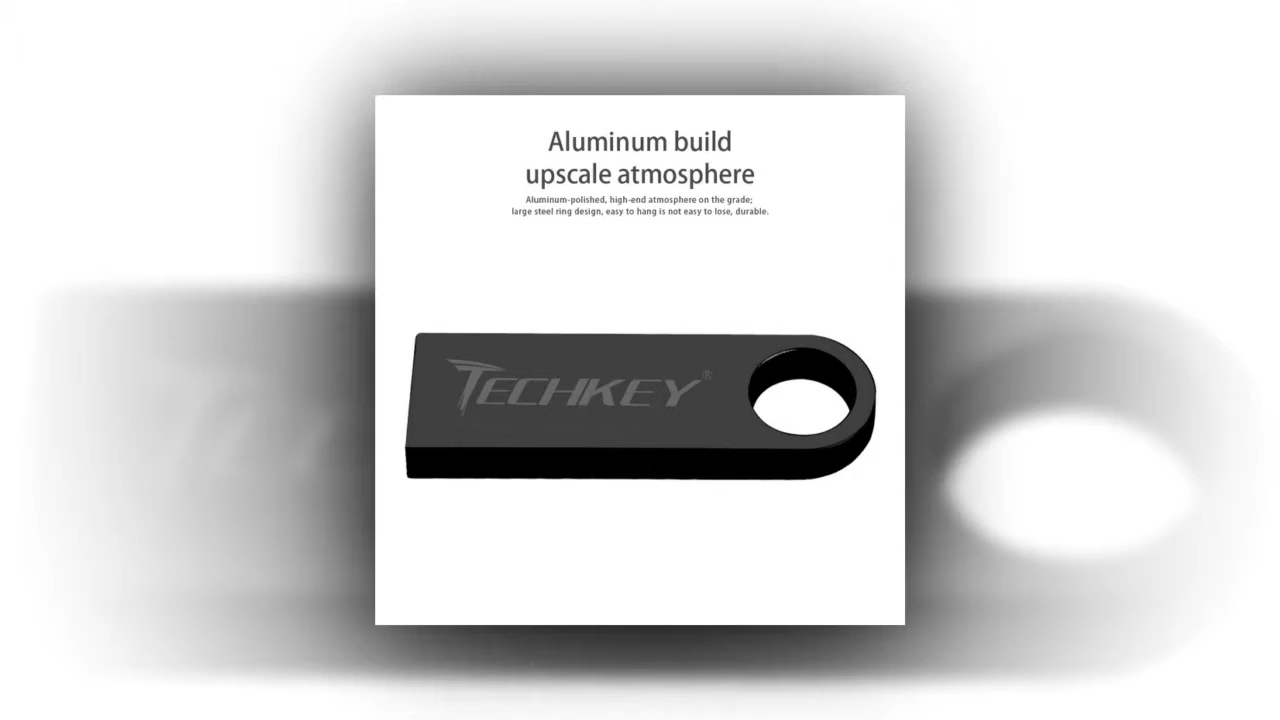 Aluminum build
upscale atmosphere
Aluminum-polished, high-end atmosphere on the grade;
large steel ring design, easy to hang is not easy to lose, durable.
TECHKEY®